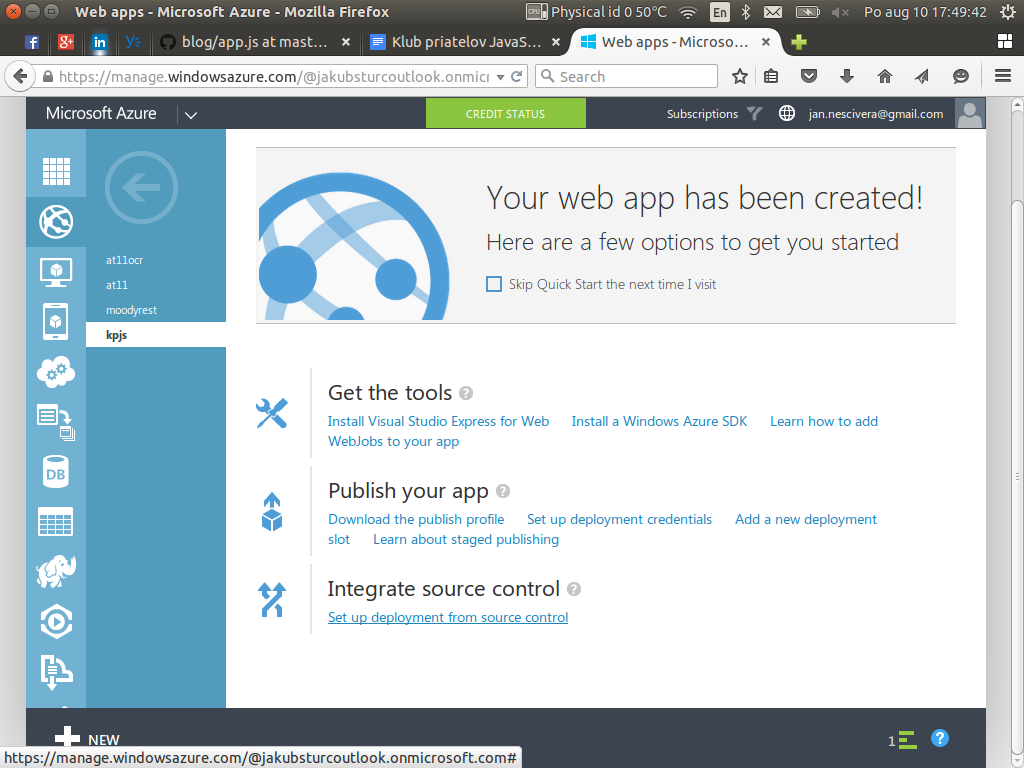 Web apps - Microsoft Azure - Mozilla Firefox
Physical id 0 50°C
En
Po aug 10 17:49:42
blog/app.js at mast...
Klub priatelov JavaS...
Web apps - Microso...
https://manage.windowsazure.com/@jakubsturcoutlook.onmicr
Search
Microsoft Azure
CREDIT STATUS
Subscriptions
jan.nescivera@gmail.com
at11ocr
at11
moodyrest
kpjs
DB
Your web app has been created!
Here are a few options to get you started
Skip Quick Start the next time I visit
Get the tools ?
Install Visual Studio Express for Web Install a Windows Azure SDK Learn how to add
WebJobs to your app
Publish your app ?
Download the publish profile Set up deployment credentials Add a new deployment
slot Learn about staged publishing
Integrate source control ?
Set up deployment from source control
NEW
1
?
https://manage.windowsazure.com/@jakubsturcoutlook.onmicrosoft.com#